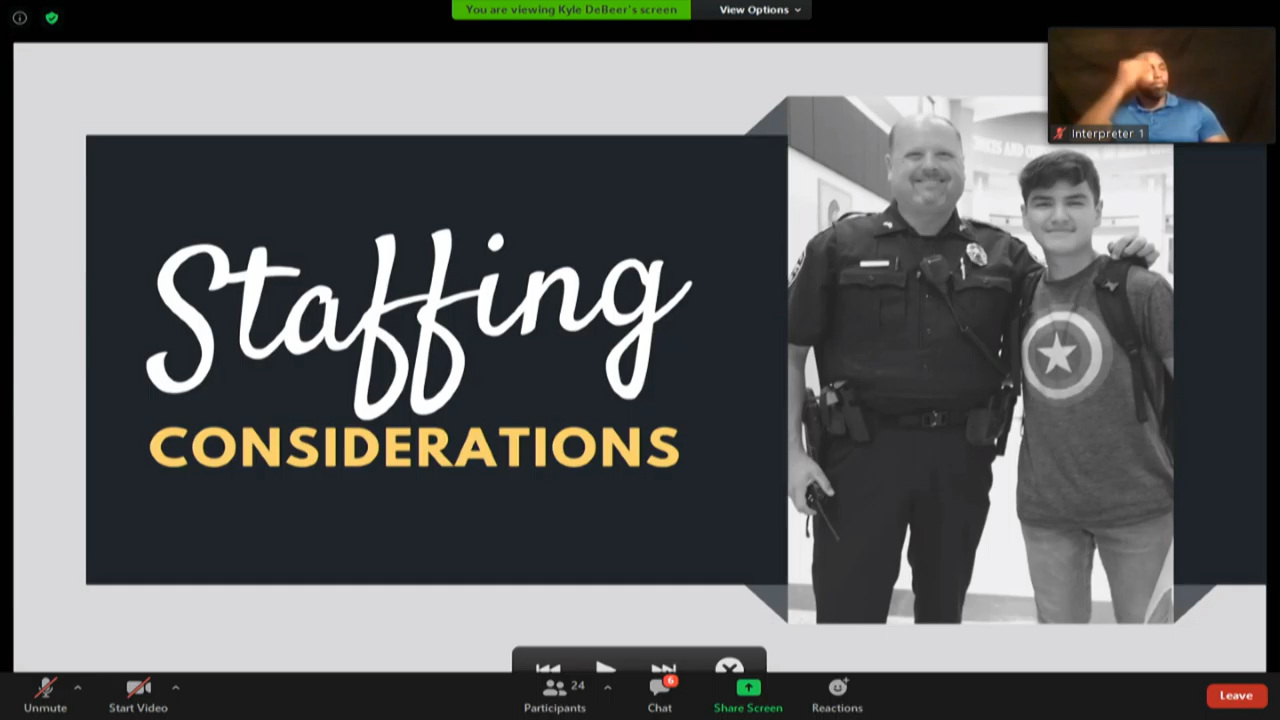 You are viewing Kyle DeBeer's screen
View Options
Interpreter 1
Staffing
CONSIDERATIONS
Unmute
Start Video
24
Participants
6
Chat
Share Screen
Reactions
Leave